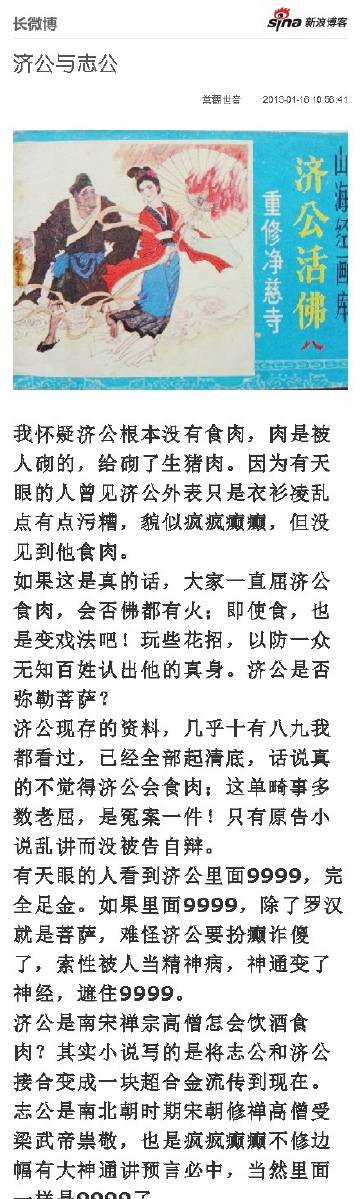 长微博
sina 新浪博客
济公与志公
2013-01-16 10:56:41
山海经画库
济公活佛 八
重修净慈寺
我怀疑济公根本没有食肉，肉是被
人砌的，给砌了生猪肉。因为有天
眼的人曾见济公外表只是衣衫凌乱
点有点污糟，貌似疯疯癫癫，但没
见到他食肉。
如果这是真的话，大家一直屈济公
食肉，会否佛都有火；即使食，也
是变戏法吧！玩些花招，以防一众
无知百姓认出他的真身。济公是否
弥勒菩萨？
济公现存的资料，几乎十有八九我
都看过，已经全部起清底，话说真
的不觉得济公会食肉；这单畸事多
数老屈，是冤案一件！只有原告小
说乱讲而没被告自辩。
有天眼的人看到济公里面9999，完
全足金。如果里面9999，除了罗汉
就是菩萨，难怪济公要扮癫诈傻
了，索性被人当精神病，神通变了
神经，遮住9999。
济公是南宋禅宗高僧怎会饮酒食
肉？其实小说写的是将志公和济公
接合变成一块超合金流传到现在。
志公是南北朝时期宋朝修禅高僧受
梁武帝崇敬，也是疯疯癫癫不修边
幅有大神通讲预言必中，当然里面
一样是9999了